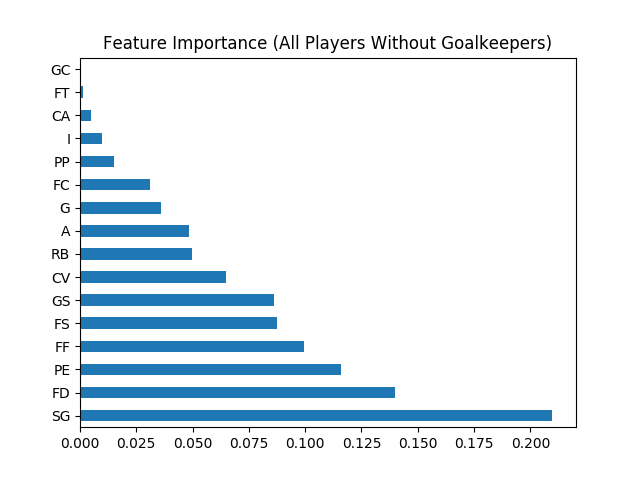 Feature Importance (All Players Without Goalkeepers)
GC
FT
CA
I
PP
FC
G
A
RB
CV
GS
FS
FF
PE
FD
SG
0.000 0.025 0.050 0.075 0.100 0.125 0.150 0.175 0.200